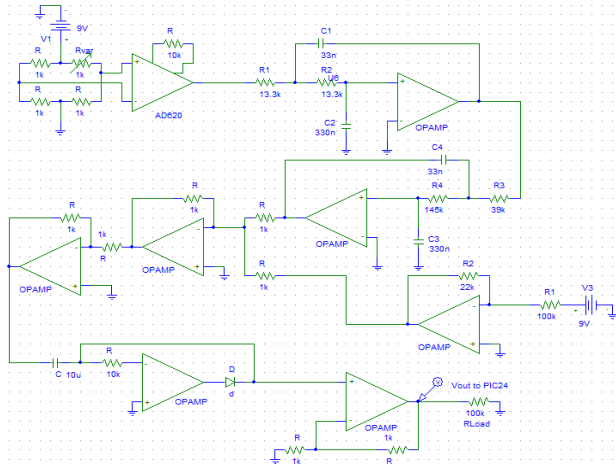 9V
V1
R
1k
Rvar
1k
R
1k
R
1k
R
10k
AD620
R1
13.3k
C1
33n
R2
U6
13.3k
C2
330n
OPAMP
C4
33n
R4
145k
R3
39k
C3
330n
OPAMP
R
1k
R
1k
R
1k
OPAMP
R
1k
1k
R
OPAMP
R2
22k
OPAMP
R1
100k
V3
9V
C
10u
R
10k
OPAMP
D
d
OPAMP
V
Vout to PIC24
100k
RLoad
R
1k
1k
R